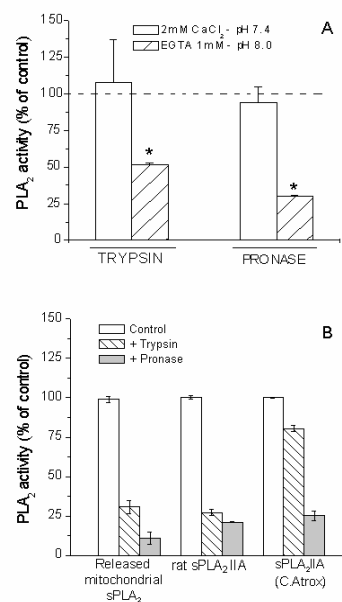 A
2mM CaCl2 - pH 7.4
EGTA 1mM - pH 8.0
PLA2 activity (% of control)
150
125
100
75
50
25
0
*
*
TRYPSIN
PRONASE
B
Control
+ Trypsin
+ Pronase
PLA2 activity (% of control)
150
125
100
75
50
25
0
Released mitochondrial sPLA2
rat sPLA2 IIA
sPLA2IIA (C.Atrox)